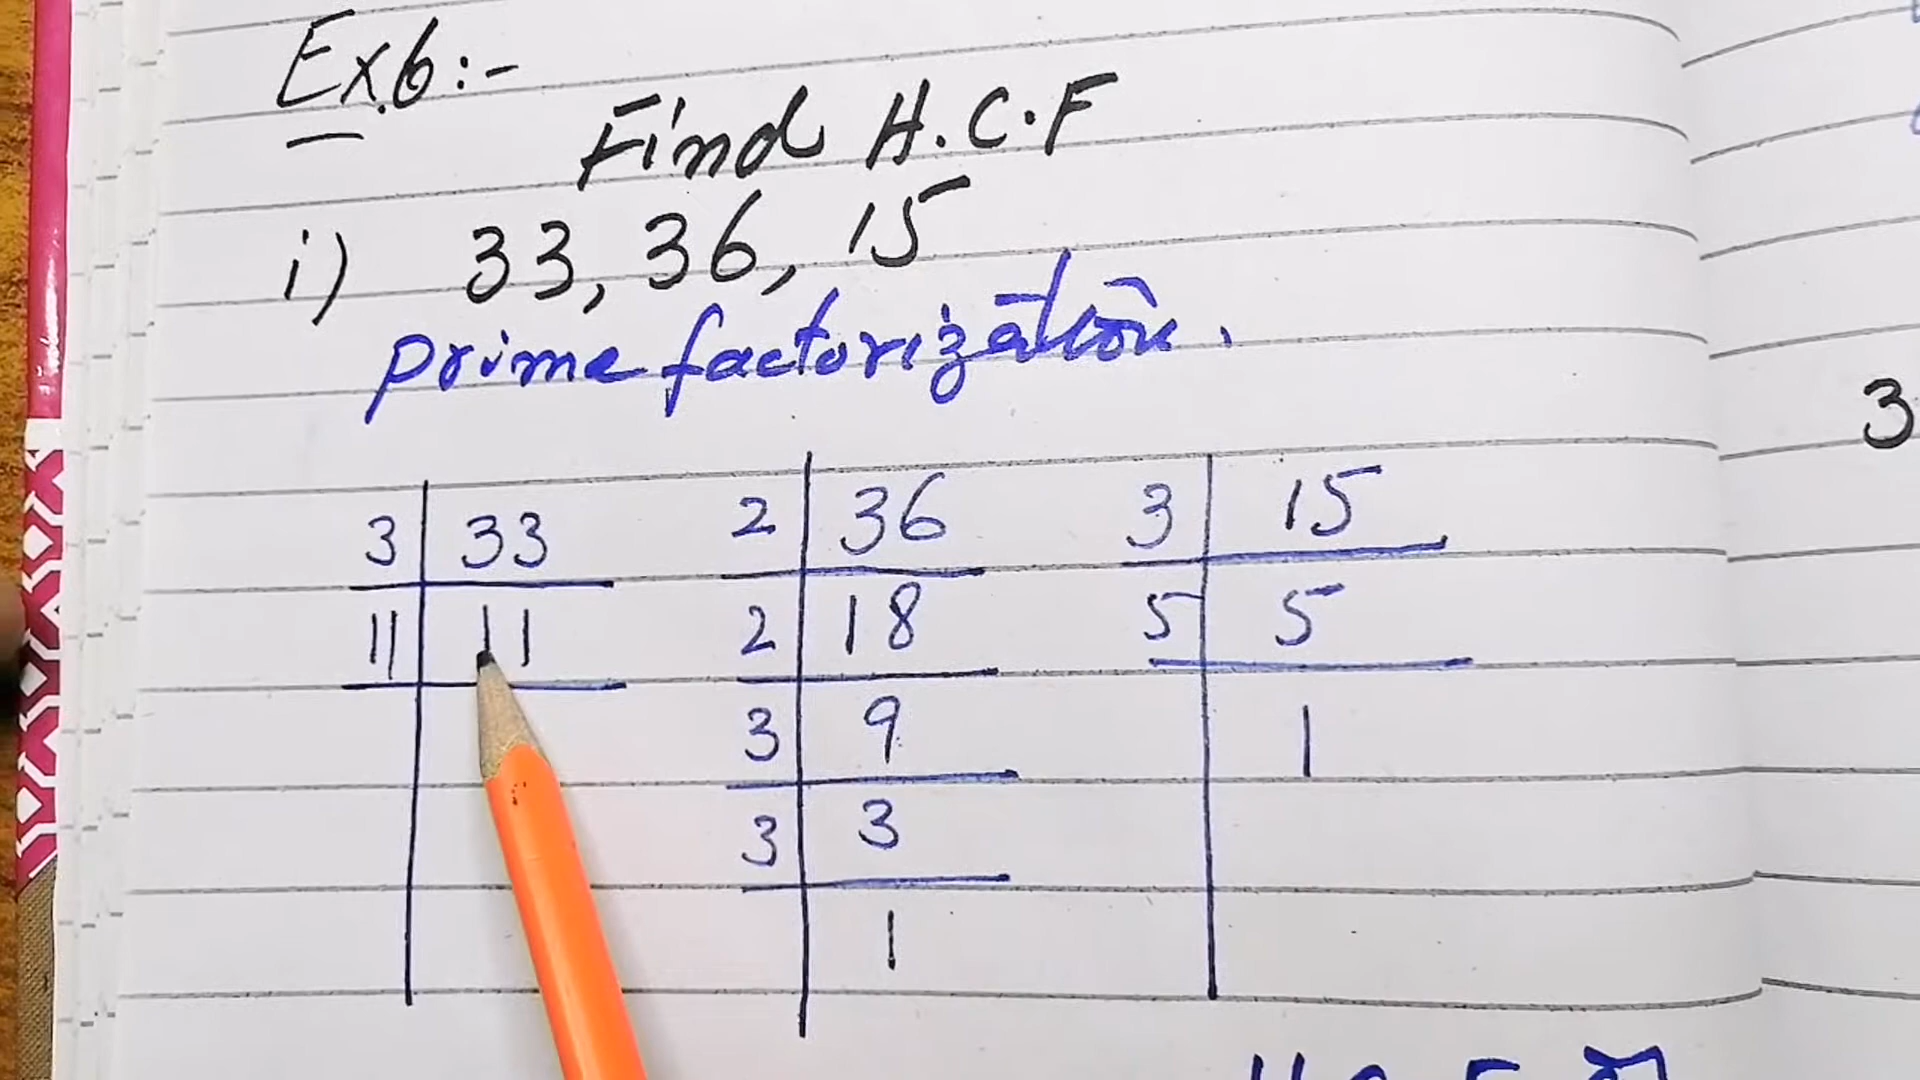 Ex.6:-
Find H.C.F
i) 33, 36, 15
prime factorization.
3 | 33   2 | 36   3 | 15
11 | 11   2 | 18   5 | 5
3 | 9   1
3 | 3
1
3